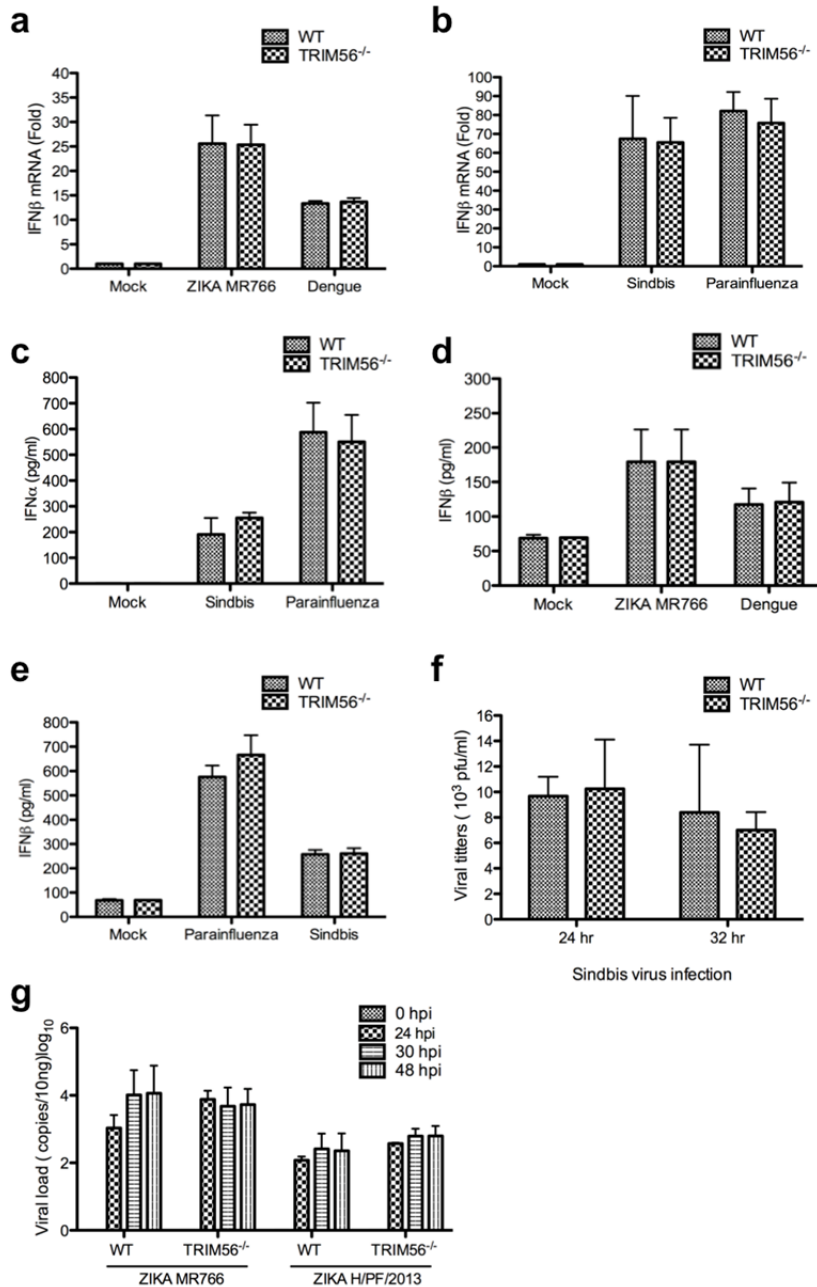 a
WT
TRIM56-/-
IFNβ mRNA (Fold)
40
35
30
25
20
15
10
5
0
Mock ZIKA MR766 Dengue
b
WT
TRIM56-/-
IFNβ mRNA (Fold)
100
90
80
70
60
50
40
30
20
10
0
Mock Sindbis Parainfluenza
c
WT
TRIM56-/-
IFNα (pg/ml)
800
700
600
500
400
300
200
100
0
Mock Sindbis Parainfluenza
d
WT
TRIM56-/-
IFNβ (pg/ml)
300
250
200
150
100
50
0
Mock ZIKA MR766 Dengue
e
WT
TRIM56-/-
IFNβ (pg/ml)
800
700
600
500
400
300
200
100
0
Mock Parainfluenza Sindbis
f
WT
TRIM56-/-
Viral titters ( 10³ pfu/ml)
16
14
12
10
8
6
4
2
0
24 hr 32 hr
Sindbis virus infection
g
0 hpi
24 hpi
30 hpi
48 hpi
Viral load ( copies/10ng)log10
6
4
2
0
WT TRIM56-/- WT TRIM56-/-
ZIKA MR766 ZIKA H/PF/2013